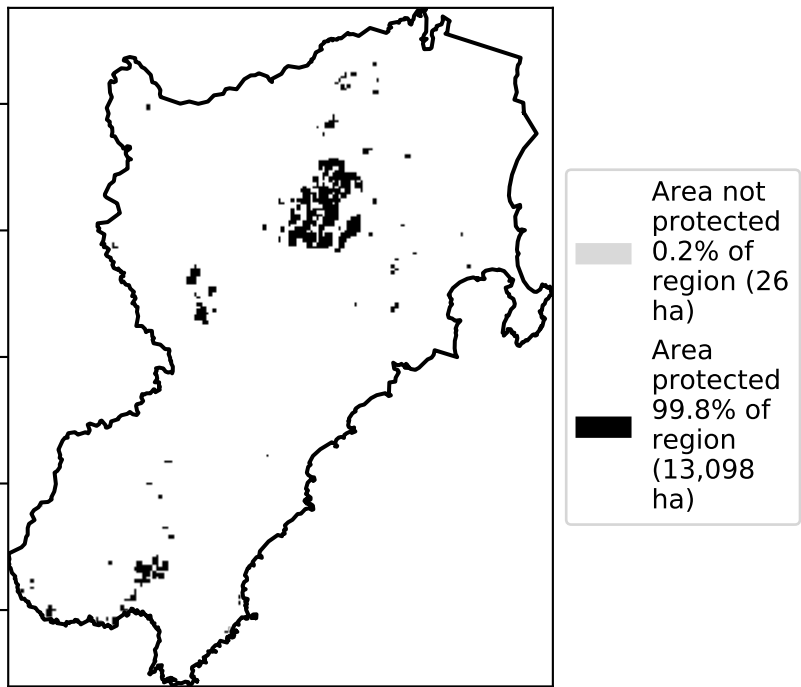 Area not
protected
0.2% of
region (26
ha)
Area
protected
99.8% of
region
(13,098
ha)